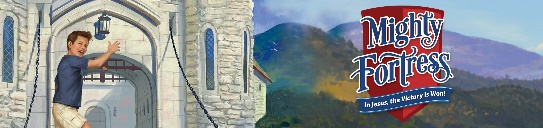 Mighty
Fortress
In Jesus, the Victory Is Won!